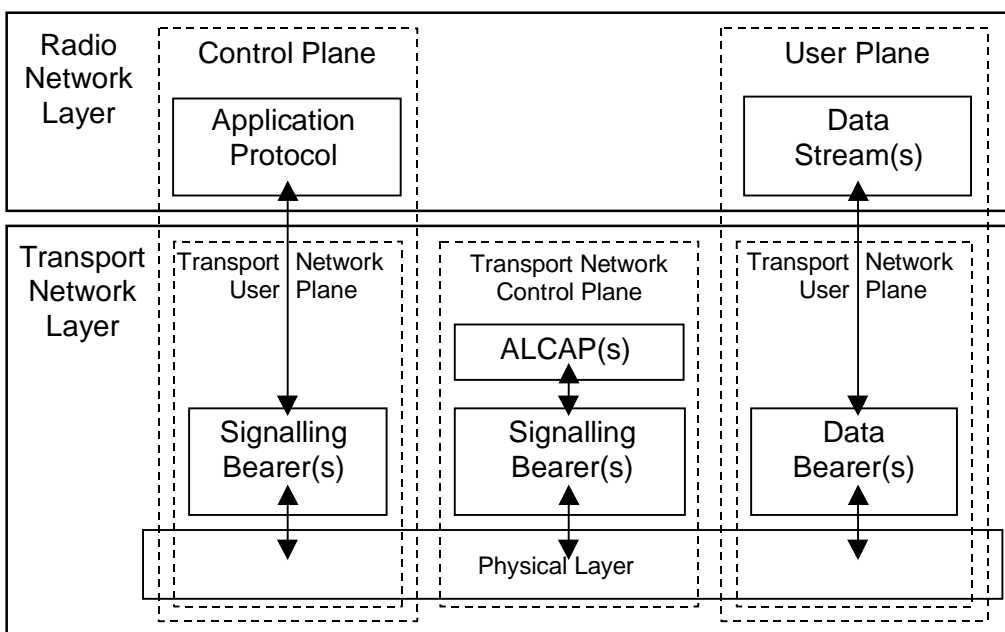 Radio
Network
Layer
Control Plane
User Plane
Application
Protocol
Data
Stream(s)
Transport
Network
Layer
Transport Network
User Plane
Transport Network
Control Plane
Transport Network
User Plane
ALCAP(s)
Signalling
Bearer(s)
Signalling
Bearer(s)
Data
Bearer(s)
Physical Layer